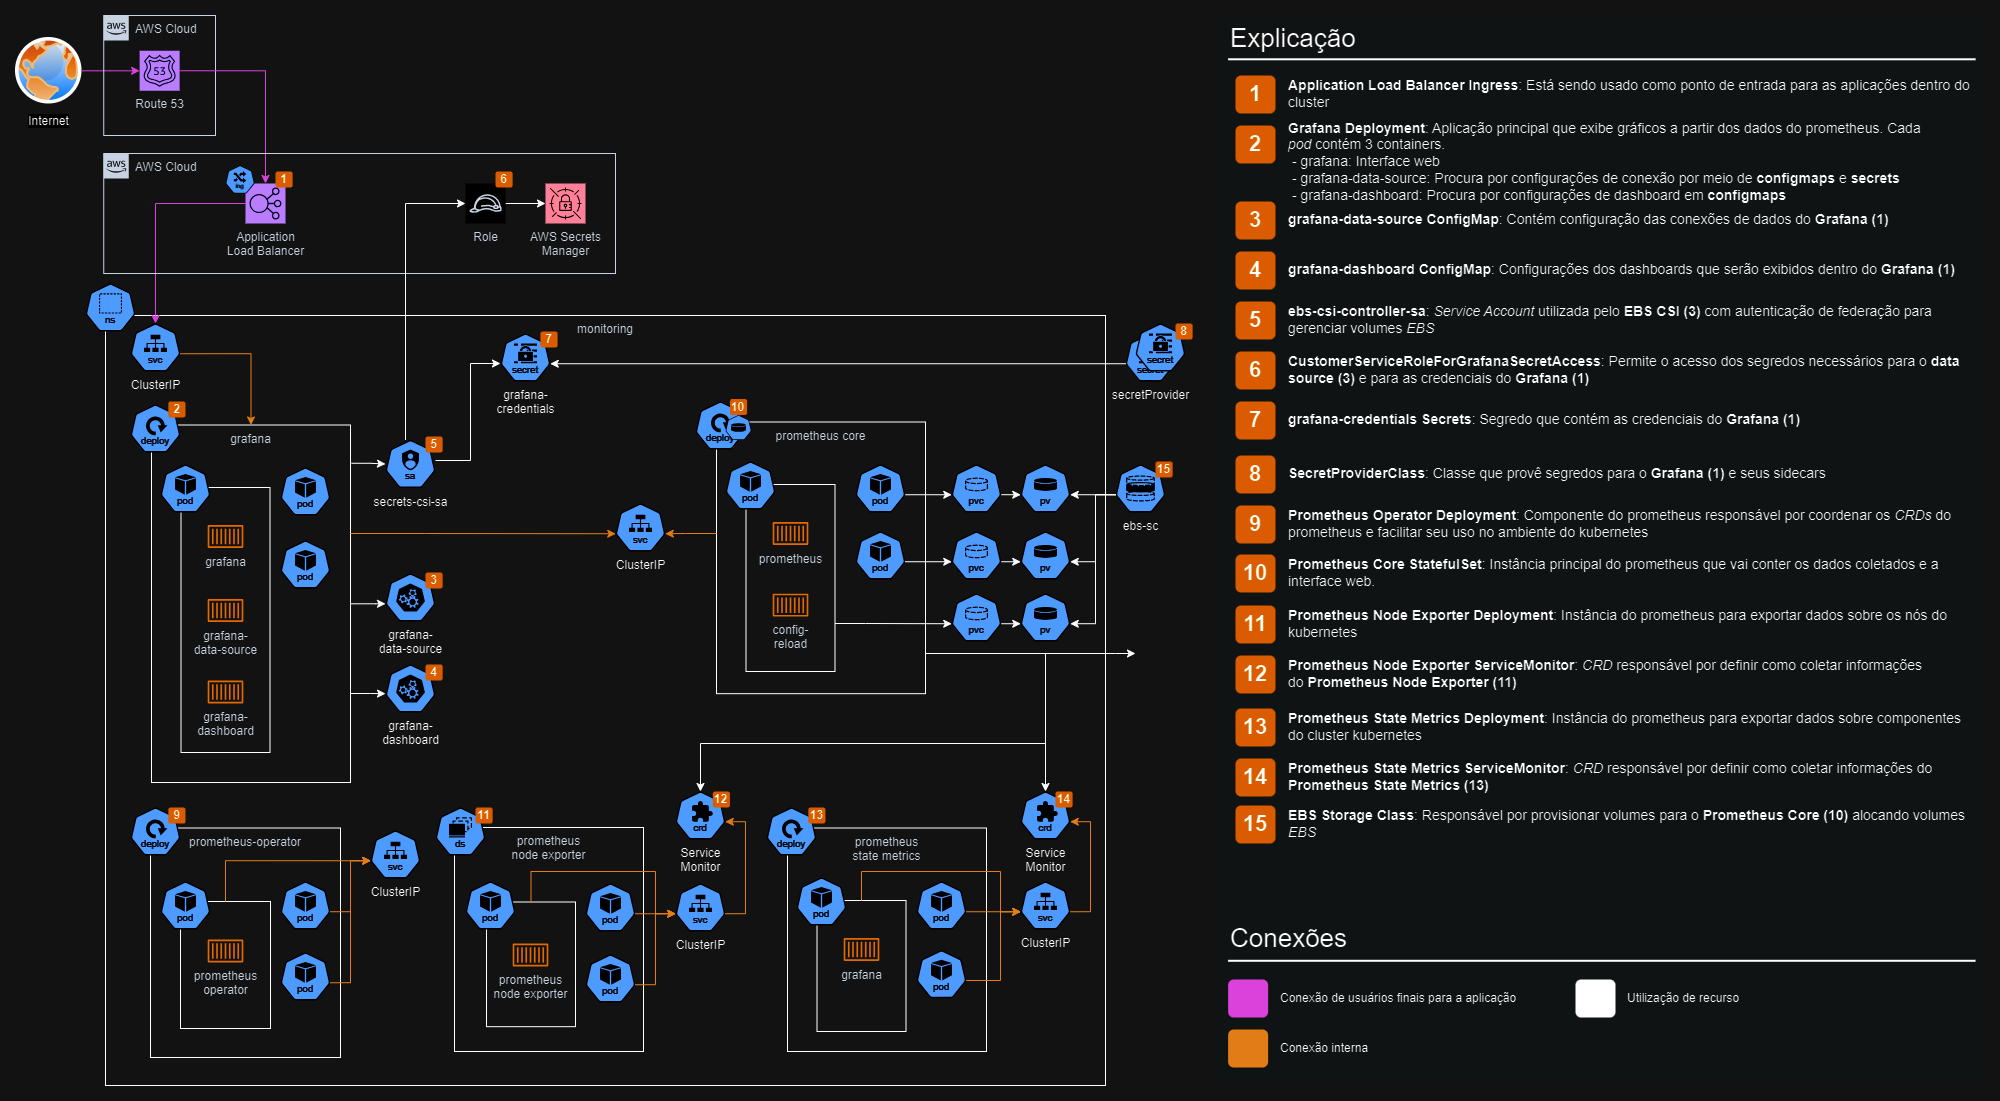 aws
AWS Cloud
53
Route 53
Internet
aws
AWS Cloud
ing
1
Application
Load Balancer
6
Role
AWS Secrets
Manager
ns
monitoring
svc
ClusterIP
7
secret
grafana-
credentials
8
secret
secret
secretProvider
2
deploy
grafana
pod
pod
pod
grafana
grafana-
data-source
grafana-
dashboard
5
sa
secrets-csi-sa
3
grafana-
data-source
4
grafana-
dashboard
svc
ClusterIP
10
deploy
prometheus core
pod
prometheus
config-
reload
pod
pvc
pv
pod
pvc
pv
pvc
pv
15
ebs-sc
9
deploy
prometheus-operator
pod
prometheus
operator
pod
pod
svc
ClusterIP
11
ds
prometheus
node exporter
pod
prometheus
node exporter
pod
pod
12
crd
Service
Monitor
svc
ClusterIP
13
deploy
prometheus
state metrics
pod
grafana
pod
pod
14
crd
Service
Monitor
svc
ClusterIP
Explicação
1
Application Load Balancer Ingress: Está sendo usado como ponto de entrada para as aplicações dentro do
cluster
2
Grafana Deployment: Aplicação principal que exibe gráficos a partir dos dados do prometheus. Cada
pod contém 3 containers.
- grafana: Interface web
- grafana-data-source: Procura por configurações de conexão por meio de configmaps e secrets
- grafana-dashboard: Procura por configurações de dashboard em configmaps
3
grafana-data-source ConfigMap: Contém configuração das conexões de dados do Grafana (1)
4
grafana-dashboard ConfigMap: Configurações dos dashboards que serão exibidos dentro do Grafana (1)
5
ebs-csi-controller-sa: Service Account utilizada pelo EBS CSI (3) com autenticação de federação para
gerenciar volumes EBS
6
CustomerServiceRoleForGrafanaSecretAccess: Permite o acesso dos segredos necessários para o data
source (3) e para as credenciais do Grafana (1)
7
grafana-credentials Secrets: Segredo que contém as credenciais do Grafana (1)
8
SecretProviderClass: Classe que provê segredos para o Grafana (1) e seus sidecars
9
Prometheus Operator Deployment: Componente do prometheus responsável por coordenar os CRDs do
prometheus e facilitar seu uso no ambiente do kubernetes
10
Prometheus Core StatefulSet: Instância principal do prometheus que vai conter os dados coletados e a
interface web.
11
Prometheus Node Exporter Deployment: Instância do prometheus para exportar dados sobre os nós do
kubernetes
12
Prometheus Node Exporter ServiceMonitor: CRD responsável por definir como coletar informações
do Prometheus Node Exporter (11)
13
Prometheus State Metrics Deployment: Instância do prometheus para exportar dados sobre componentes
do cluster kubernetes
14
Prometheus State Metrics ServiceMonitor: CRD responsável por definir como coletar informações do
Prometheus State Metrics (13)
15
EBS Storage Class: Responsável por provisionar volumes para o Prometheus Core (10) alocando volumes
EBS
Conexões
Conexão de usuários finais para a aplicação
Utilização de recurso
Conexão interna